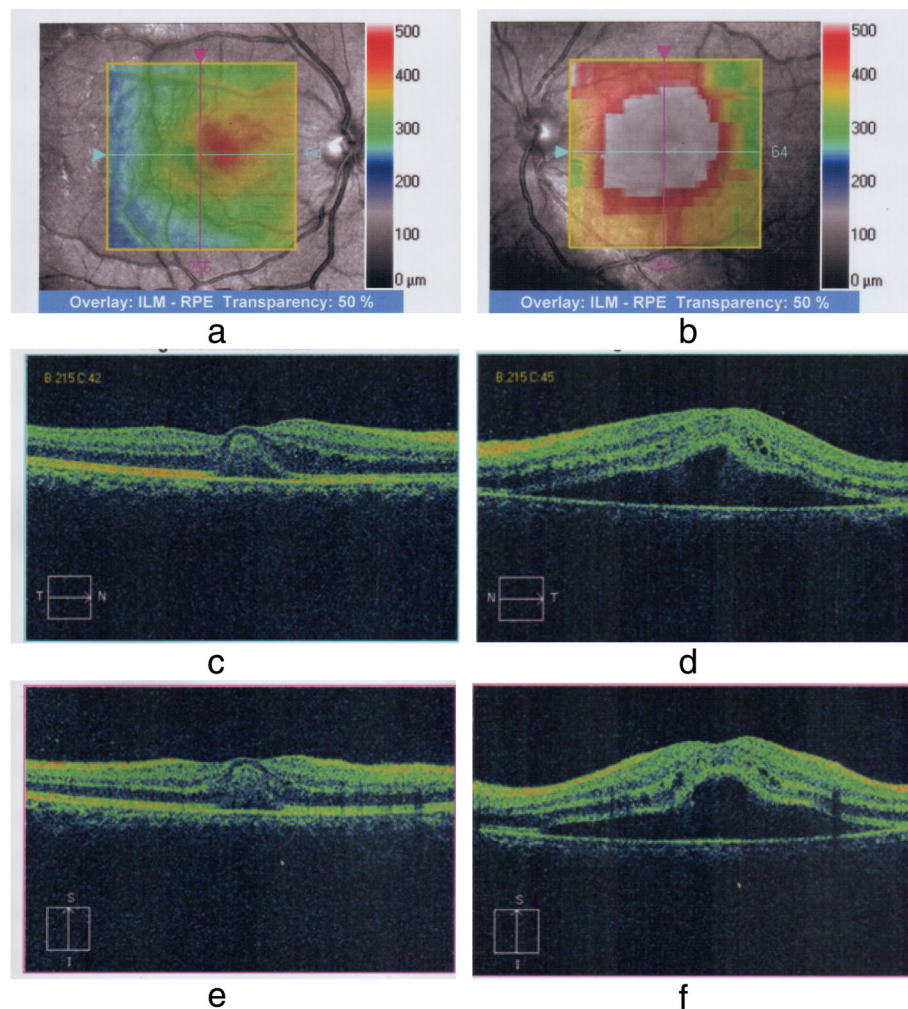 500
400
300
200
100
0 µm
Overlay: ILM - RPE Transparency: 50 %
a
500
400
300
200
100
0 µm
64
Overlay: ILM - RPE Transparency: 50 %
b
B:215 C:42
T N
c
B:215 C:45
N T
d
S
I
e
S
I
f